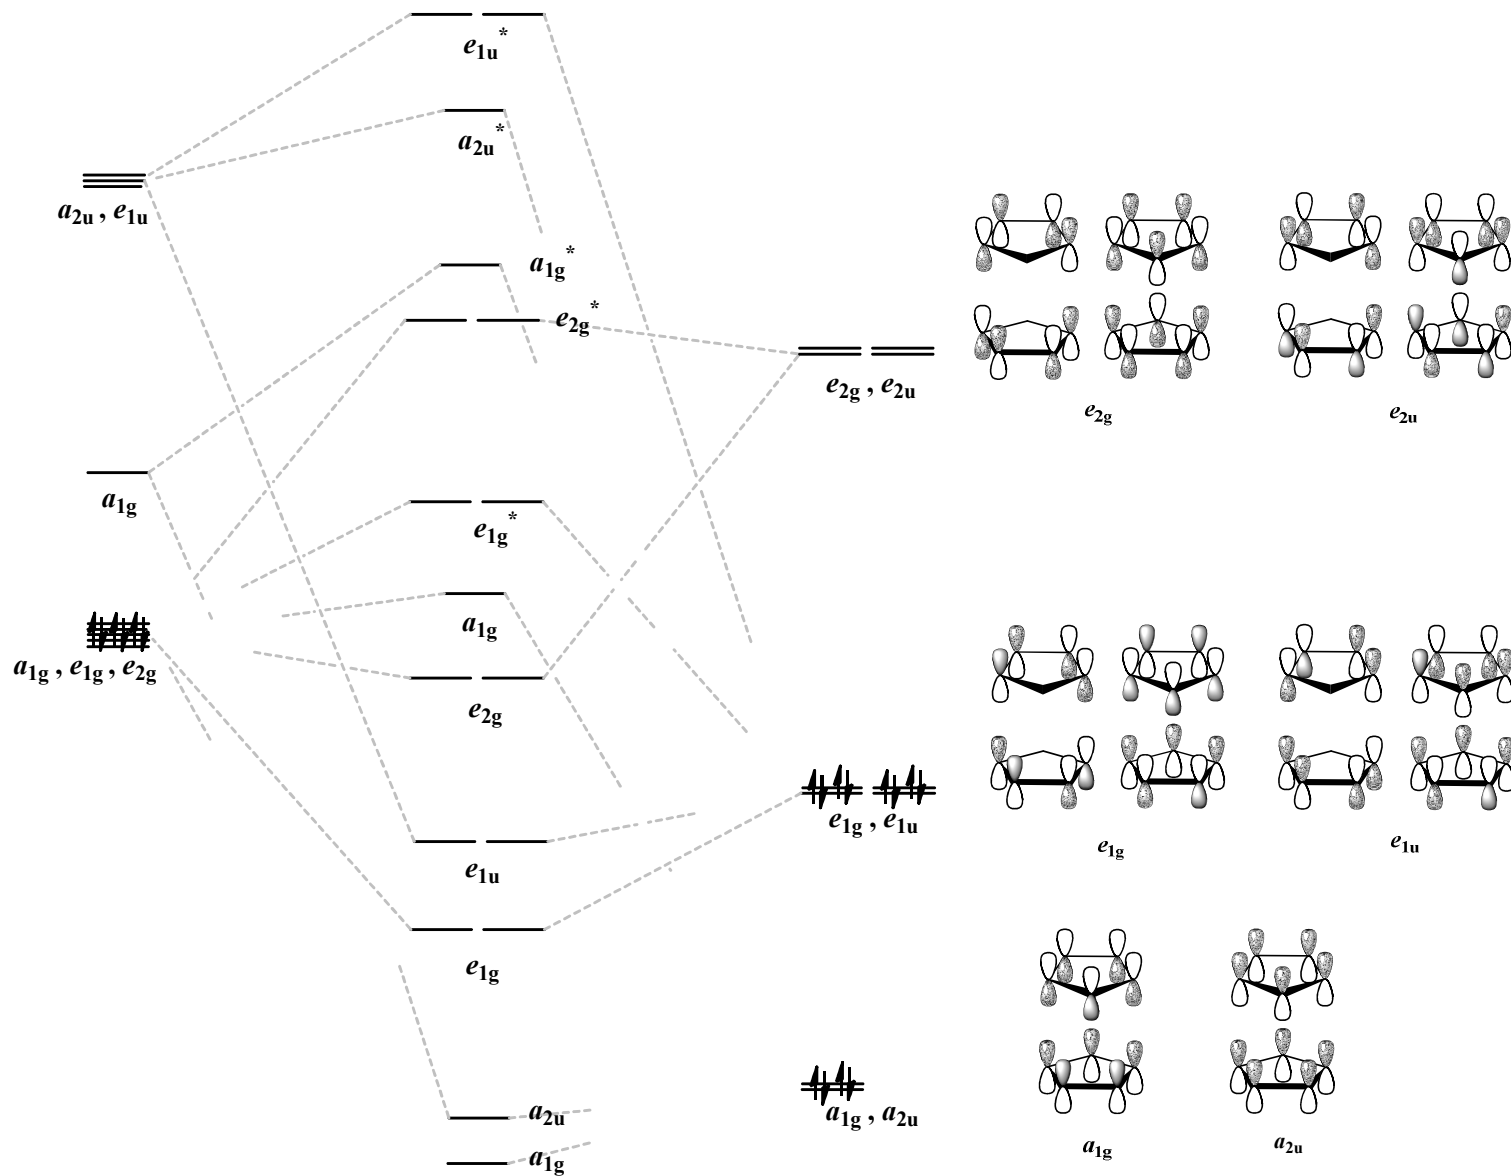 e1u*
a2u*
a2u , e1u
a1g*
e2g*
e2g , e2u
e2g
e2u
a1g
e1g*
a1g
a1g , e1g , e2g
e2g
e1g , e1u
e1g
e1u
e1u
e1g
a2u
a1g , a2u
a1g
a2u
a1g